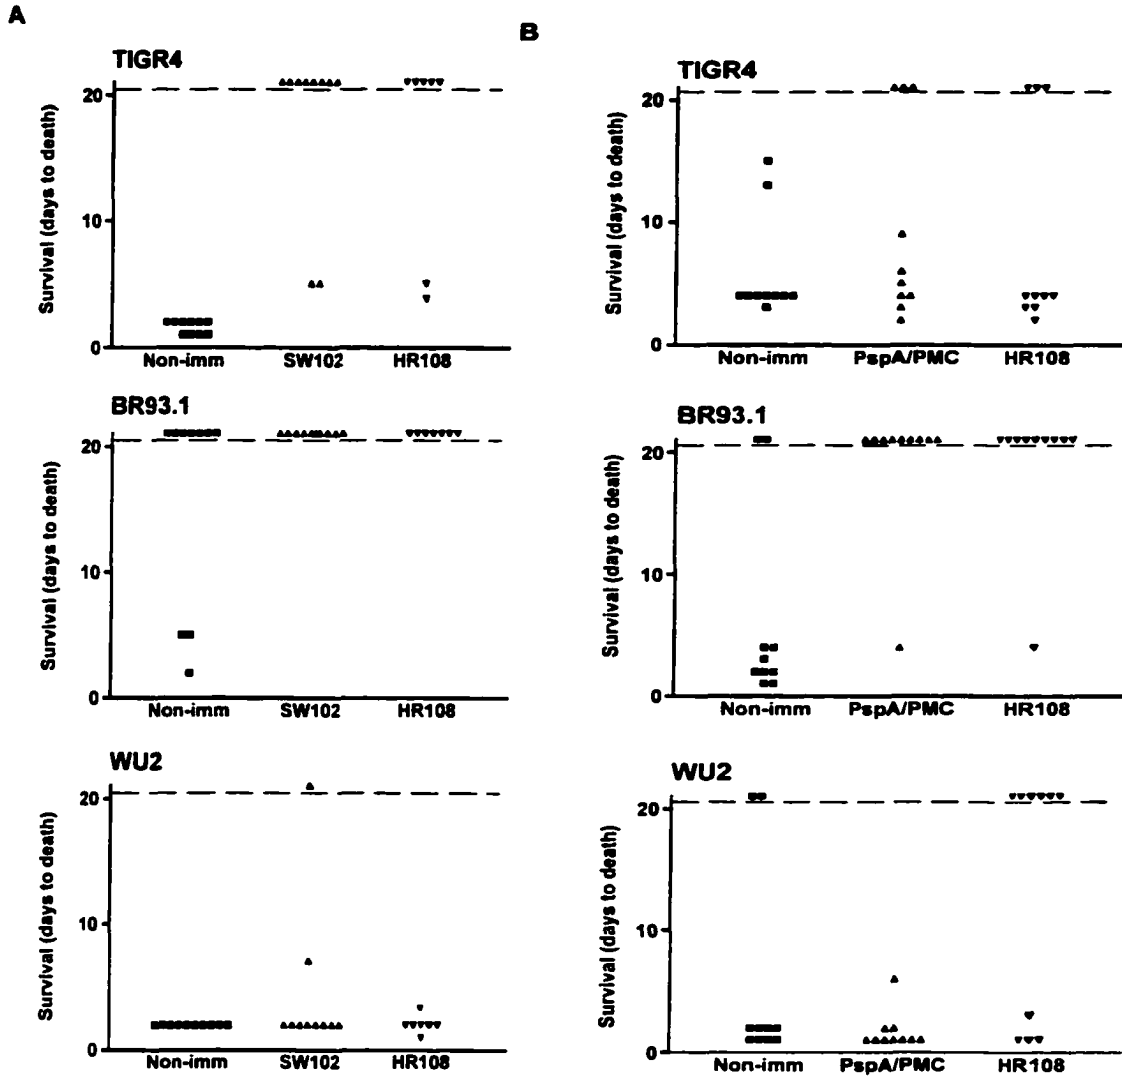 A
TIGR4
Survival (days to death)
20
10
0
Non-imm SW102 HR108
BR93.1
Survival (days to death)
20
10
0
Non-imm SW102 HR108
WU2
Survival (days to death)
20
10
0
Non-imm SW102 HR108
B
TIGR4
Survival (days to death)
20
10
0
Non-imm PspA/PMC HR108
BR93.1
Survival (days to death)
20
10
0
Non-imm PspA/PMC HR108
WU2
Survival (days to death)
20
10
0
Non-imm PspA/PMC HR108